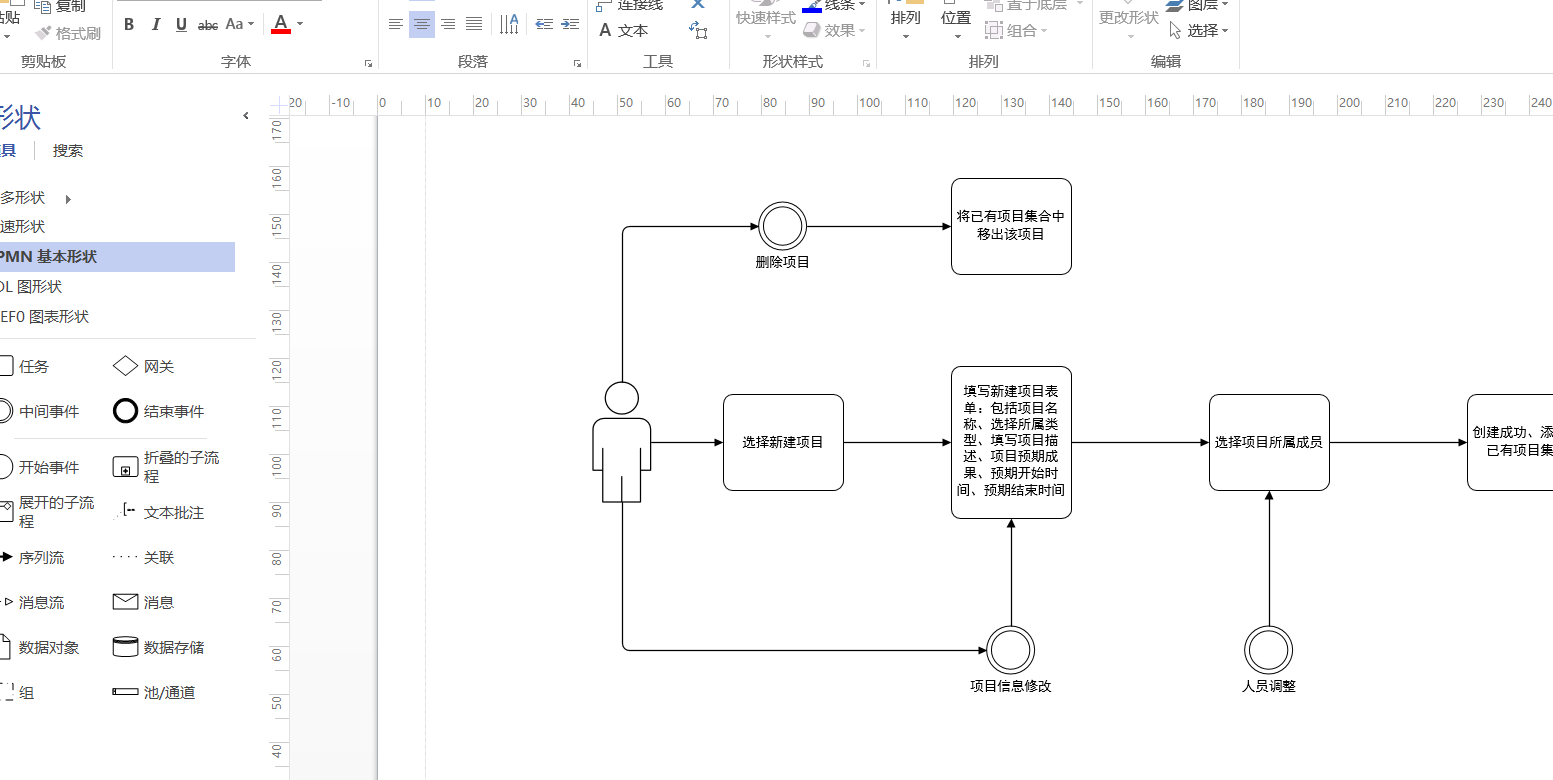 复制
格式刷
剪贴板
B I U abc Aa A
字体
段落
连接线
A 文本
工具
快速样式
线条
效果
形状样式
排列
位置
置于底层
组合
排列
更改形状
图层
选择
编辑
形状
搜索
多形状
速形状
PMN 基本形状
DL 图形状
EF0 图表形状
任务
网关
中间事件
结束事件
开始事件
折叠的子流
程
展开的子流
程
文本批注
序列流
关联
消息流
消息
数据对象
数据存储
组
池/通道
20 -10 0 10 20 30 40 50 60 70 80 90 100 110 120 130 140 150 160 170 180 190 200 210 220 230 240
170
160
150
140
130
120
110
100
90
80
70
60
50
40
删除项目
将已有项目集合中
移出该项目
选择新建项目
填写新建项目表
单：包括项目名
称、选择所属类
型、填写项目描
述、项目预期成
果、预期开始时
间、预期结束时间
选择项目所属成员
创建成功、添
已有项目集
项目信息修改
人员调整